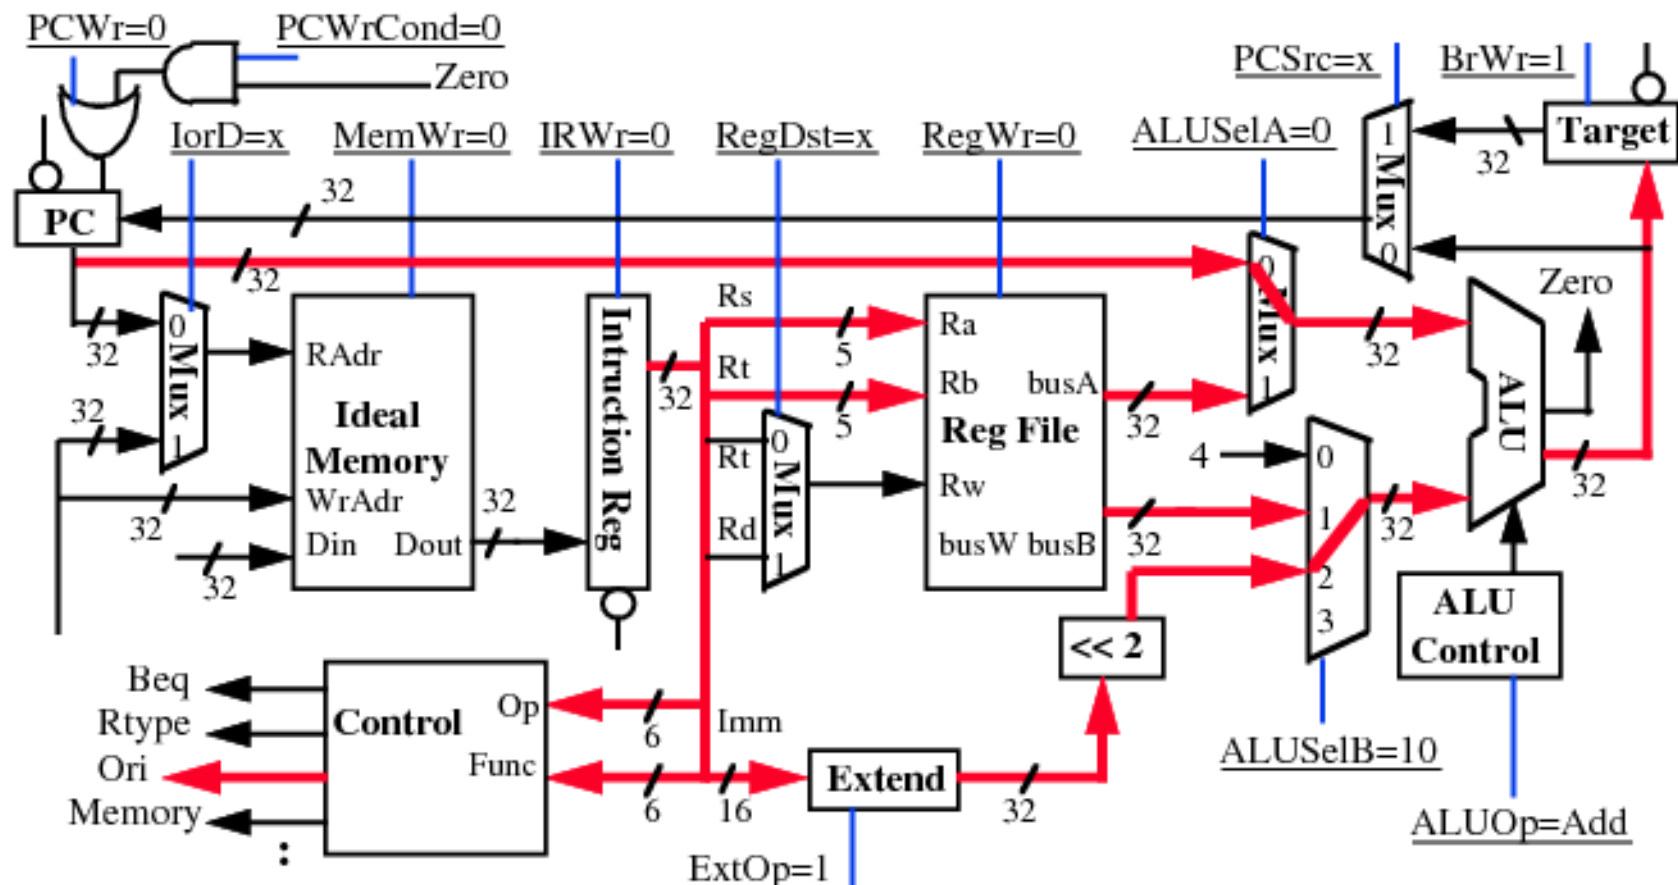 PCWr=0
PCWrCond=0
Zero
PCSrc=x
BrWr=1
IorD=x
MemWr=0
IRWr=0
RegDst=x
RegWr=0
ALUSelA=0
1
Mux
0
32
Target
PC
32
32
Zero
32
0
Mux
1
32
RAdr
Ideal
Memory
WrAdr
32
Din
Dout
32
32
Intruction Reg
32
Rs
5
Rt
5
Rt
Rd
0
Mux
1
Ra
Rb
busA
Reg File
Rw
busW
busB
32
32
0
Mux
1
32
4
0
1
2
3
32
ALU
32
<< 2
ALU
Control
Beq
Rtype
Ori
Memory
:
Control
Op
Func
6
6
Imm
16
Extend
32
ExtOp=1
ALUSelB=10
ALUOp=Add